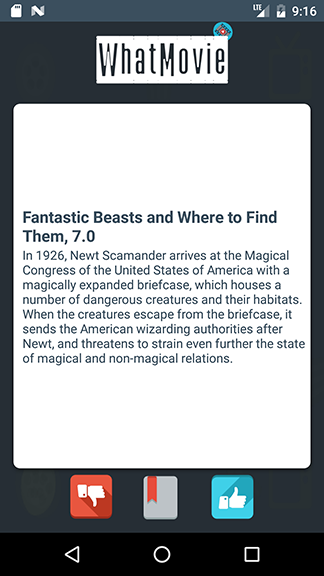 LTE 9:16
WhatMovie
Fantastic Beasts and Where to Find
Them, 7.0
In 1926, Newt Scamander arrives at the Magical
Congress of the United States of America with a
magically expanded briefcase, which houses a
number of dangerous creatures and their habitats.
When the creatures escape from the briefcase, it
sends the American wizarding authorities after
Newt, and threatens to strain even further the state
of magical and non-magical relations.